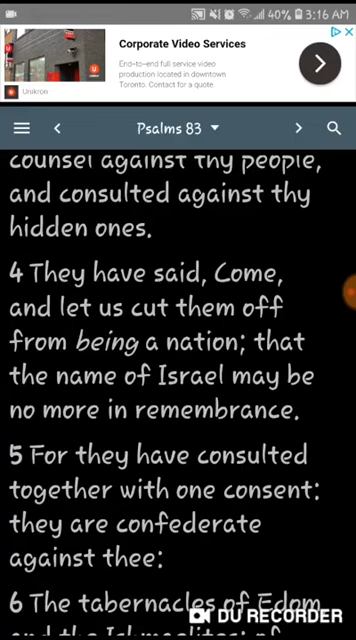 40% 3:16 AM
Corporate Video Services
End-to-end full service video
production located in downtown
Toronto. Contact for a quote.
Unikron
Psalms 83
counsel against thy people,
and consulted against thy
hidden ones.
4 They have said, Come,
and let us cut them off
from being a nation; that
the name of Israel may be
no more in remembrance.
5 For they have consulted
together with one consent:
they are confederate
against thee:
6 The tabernacles of Edom
and the Ishmaelites; of
DU RECORDER